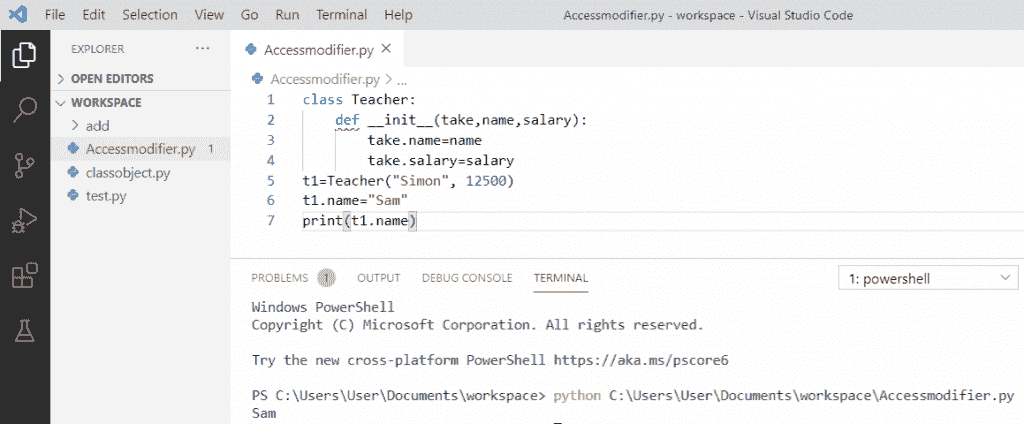 File Edit Selection View Go Run Terminal Help Accessmodifier.py - workspace - Visual Studio Code
EXPLORER ...
OPEN EDITORS
WORKSPACE
add
Accessmodifier.py 1
classobject.py
test.py
Accessmodifier.py ×
Accessmodifier.py > ...
1 class Teacher:
2     def __init__(take,name,salary):
3         take.name=name
4         take.salary=salary
5 t1=Teacher("Simon", 12500)
6 t1.name="Sam"
7 print(t1.name)
PROBLEMS 1 OUTPUT DEBUG CONSOLE TERMINAL 1: powershell
Windows PowerShell
Copyright (C) Microsoft Corporation. All rights reserved.
Try the new cross-platform PowerShell https://aka.ms/pscore6
PS C:\Users\User\Documents\workspace> python C:\Users\User\Documents\workspace\Accessmodifier.py
Sam